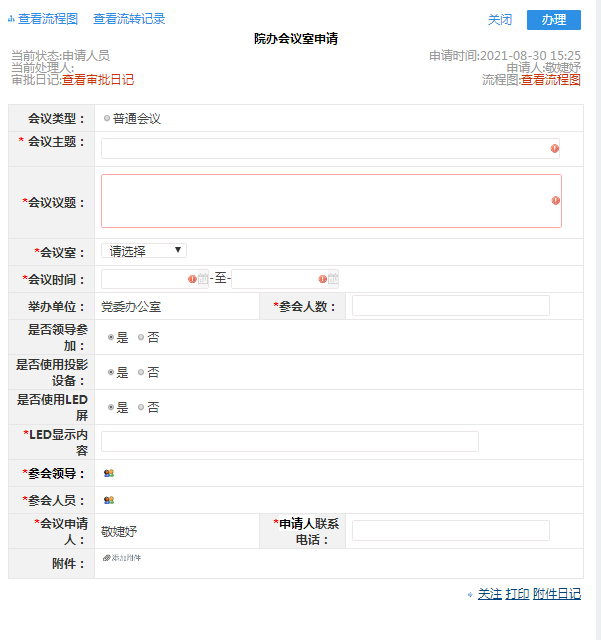 查看流程图 查看流转记录 关闭 办理
院办会议室申请
当前状态:申请人员 申请时间:2021-08-30 15:25
当前处理人: 申请人:敬婕妤
审批日记:查看审批日记 流程图:查看流程图
会议类型： 普通会议
* 会议主题：
*会议议题：
*会议室： 请选择
*会议时间： -至-
举办单位： 党委办公室 *参会人数：
是否领导参
加： 是 否
是否使用投影
设备： 是 否
是否使用LED
屏 是 否
*LED显示内
容
*参会领导：
*参会人员：
*会议申请
人： 敬婕妤 *申请人联系
电话：
附件： 添加附件
关注 打印 附件日记